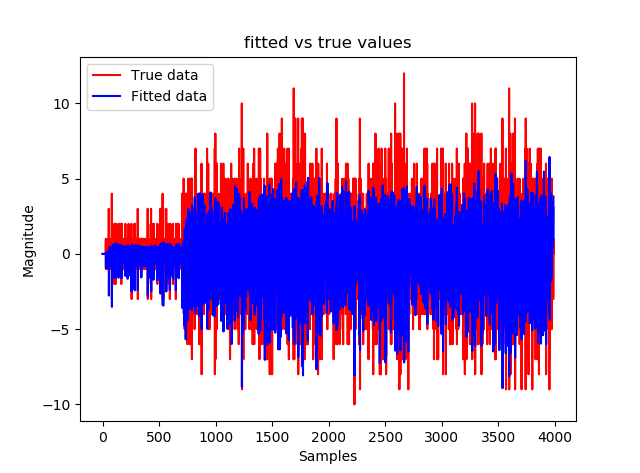 fitted vs true values
True data
Fitted data
10
5
0
−5
−10
Magnitude
0 500 1000 1500 2000 2500 3000 3500 4000
Samples